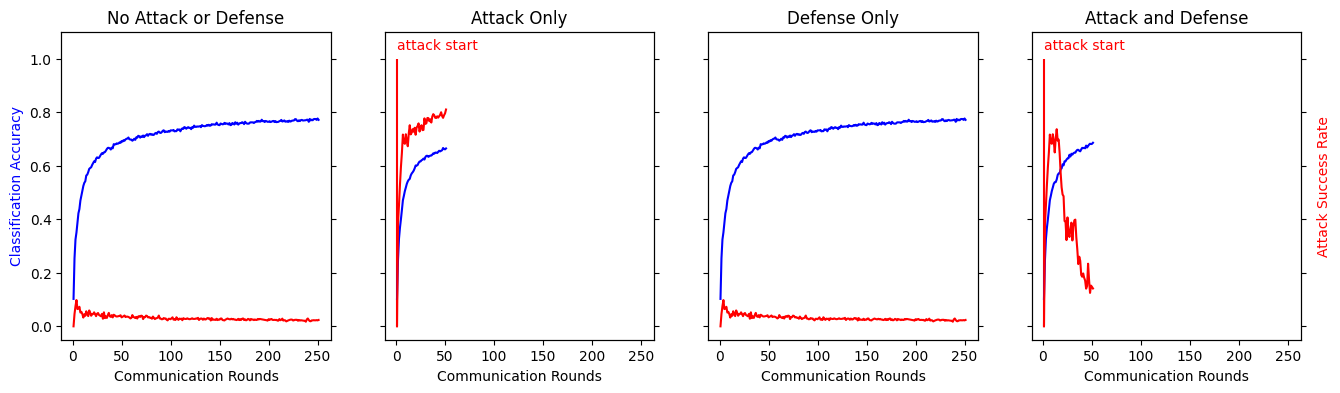 No Attack or Defense
Attack Only
Defense Only
Attack and Defense
attack start
attack start
Classification Accuracy
Attack Success Rate
1.0
0.8
0.6
0.4
0.2
0.0
0 50 100 150 200 250
0 50 100 150 200 250
0 50 100 150 200 250
0 50 100 150 200 250
Communication Rounds
Communication Rounds
Communication Rounds
Communication Rounds